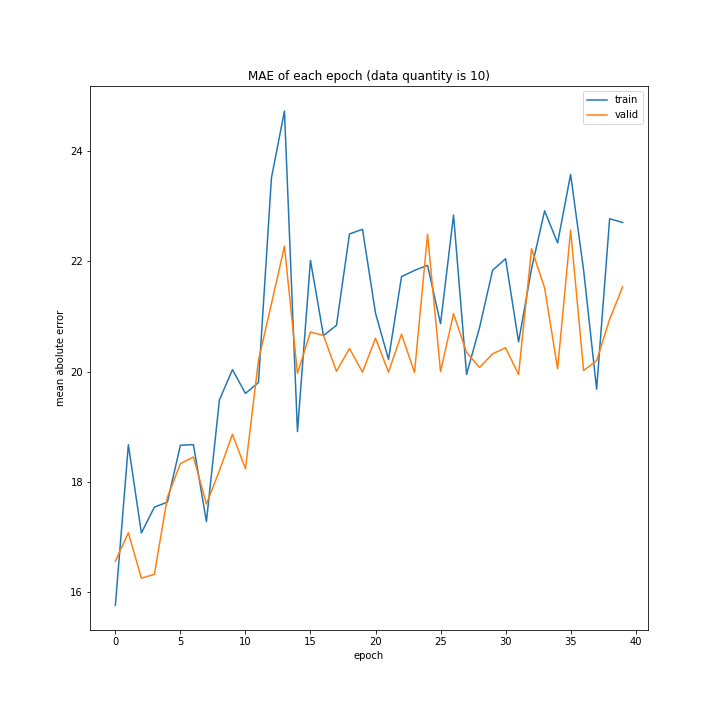 MAE of each epoch (data quantity is 10)
train
valid
24
22
20
18
16
mean abolute error
0 5 10 15 20 25 30 35 40
epoch